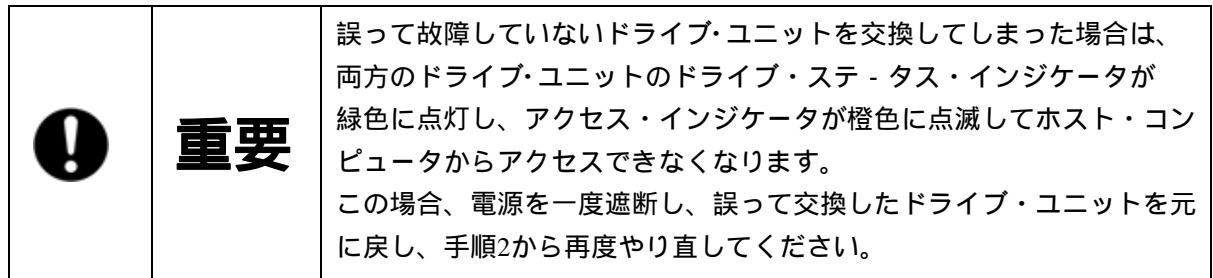 重要
誤って故障していないドライブ・ユニットを交換してしまった場合は、
両方のドライブ・ユニットのドライブ・ステ - タス・インジケータが
緑色に点灯し、アクセス・インジケータが橙色に点滅してホスト・コン
ピュータからアクセスできなくなります。
この場合、電源を一度遮断し、誤って交換したドライブ・ユニットを元
に戻し、手順2から再度やり直してください。